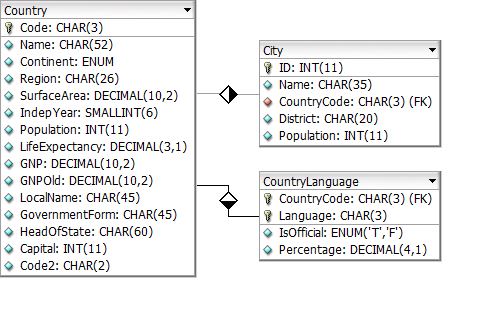 Country
Code: CHAR(3)
Name: CHAR(52)
Continent: ENUM
Region: CHAR(26)
SurfaceArea: DECIMAL(10,2)
IndepYear: SMALLINT(6)
Population: INT(11)
LifeExpectancy: DECIMAL(3,1)
GNP: DECIMAL(10,2)
GNPOld: DECIMAL(10,2)
LocalName: CHAR(45)
GovernmentForm: CHAR(45)
HeadOfState: CHAR(60)
Capital: INT(11)
Code2: CHAR(2)
City
ID: INT(11)
Name: CHAR(35)
CountryCode: CHAR(3) (FK)
District: CHAR(20)
Population: INT(11)
CountryLanguage
CountryCode: CHAR(3) (FK)
Language: CHAR(3)
IsOfficial: ENUM('T','F')
Percentage: DECIMAL(4,1)